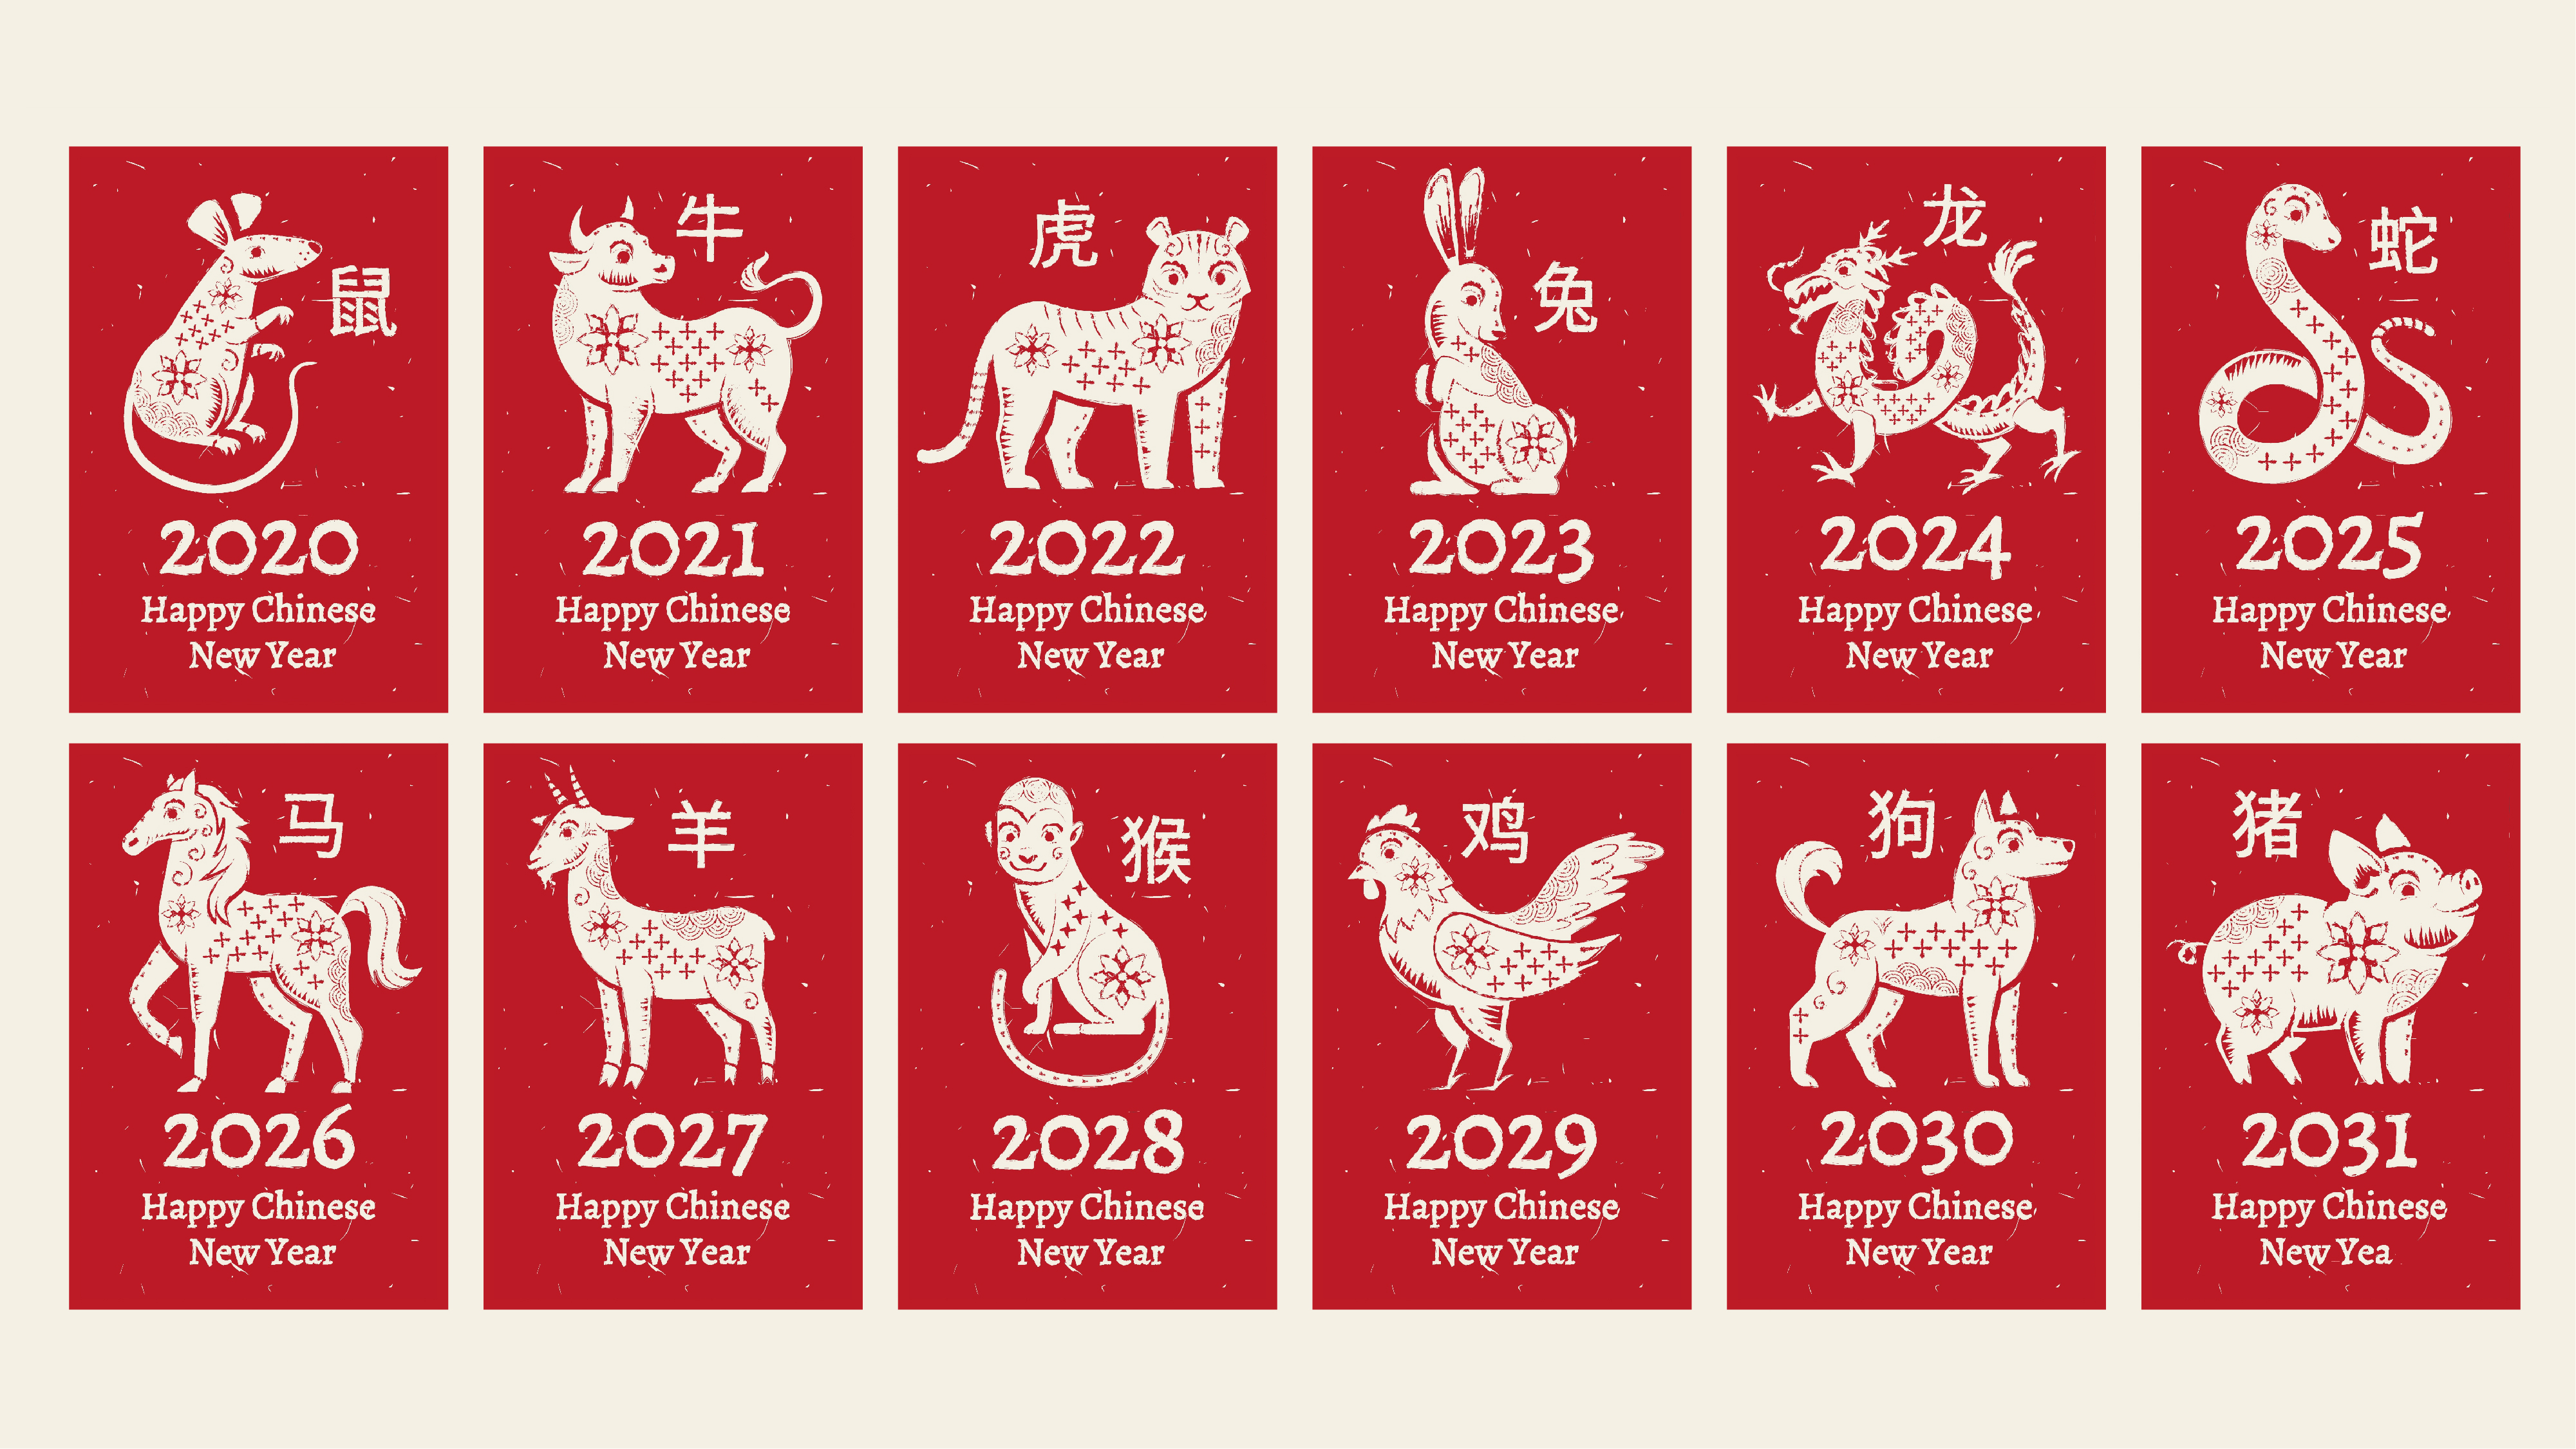 鼠
2020
Happy Chinese
New Year
牛
2021
Happy Chinese
New Year
虎
2022
Happy Chinese
New Year
兔
2023
Happy Chinese
New Year
龙
2024
Happy Chinese
New Year
蛇
2025
Happy Chinese
New Year
马
2026
Happy Chinese
New Year
羊
2027
Happy Chinese
New Year
猴
2028
Happy Chinese
New Year
鸡
2029
Happy Chinese
New Year
狗
2030
Happy Chinese
New Year
猪
2031
Happy Chinese
New Yea